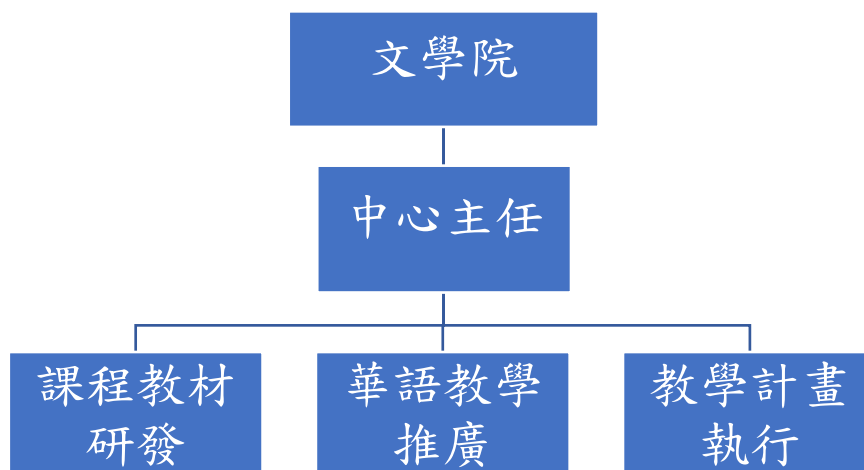 文學院
中心主任
課程教材
研發
華語教學
推廣
教學計畫
執行